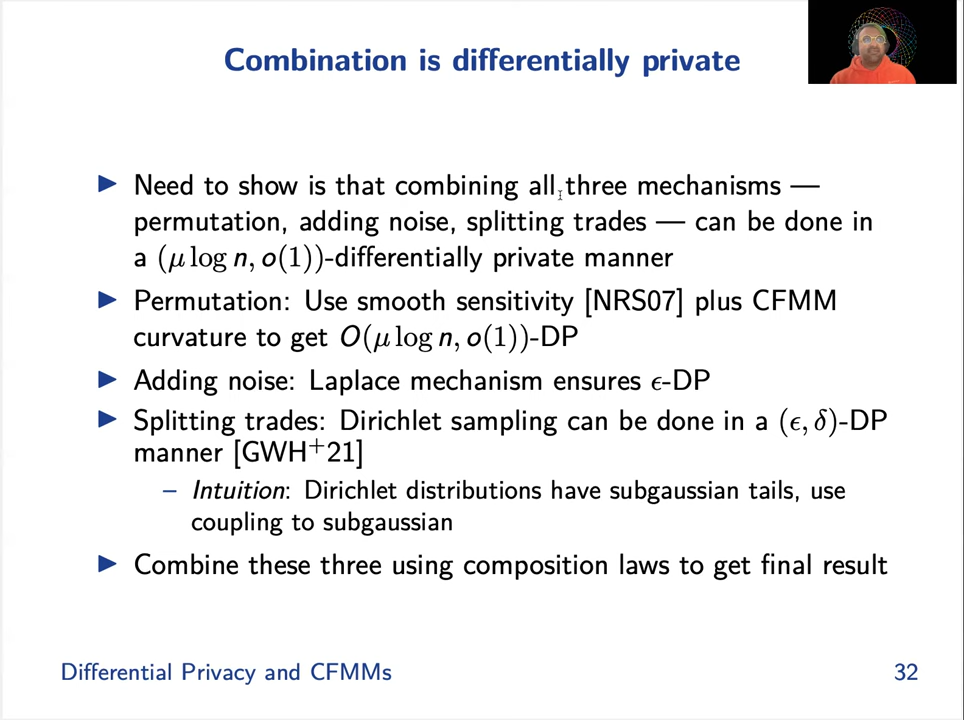 Combination is differentially private
▶ Need to show is that combining all three mechanisms —
permutation, adding noise, splitting trades — can be done in
a (μ log n, o(1))-differentially private manner
▶ Permutation: Use smooth sensitivity [NRS07] plus CFMM
curvature to get O(μ log n, o(1))-DP
▶ Adding noise: Laplace mechanism ensures ϵ-DP
▶ Splitting trades: Dirichlet sampling can be done in a (ϵ, δ)-DP
manner [GWH⁺21]
– Intuition: Dirichlet distributions have subgaussian tails, use
coupling to subgaussian
▶ Combine these three using composition laws to get final result
Differential Privacy and CFMMs
32